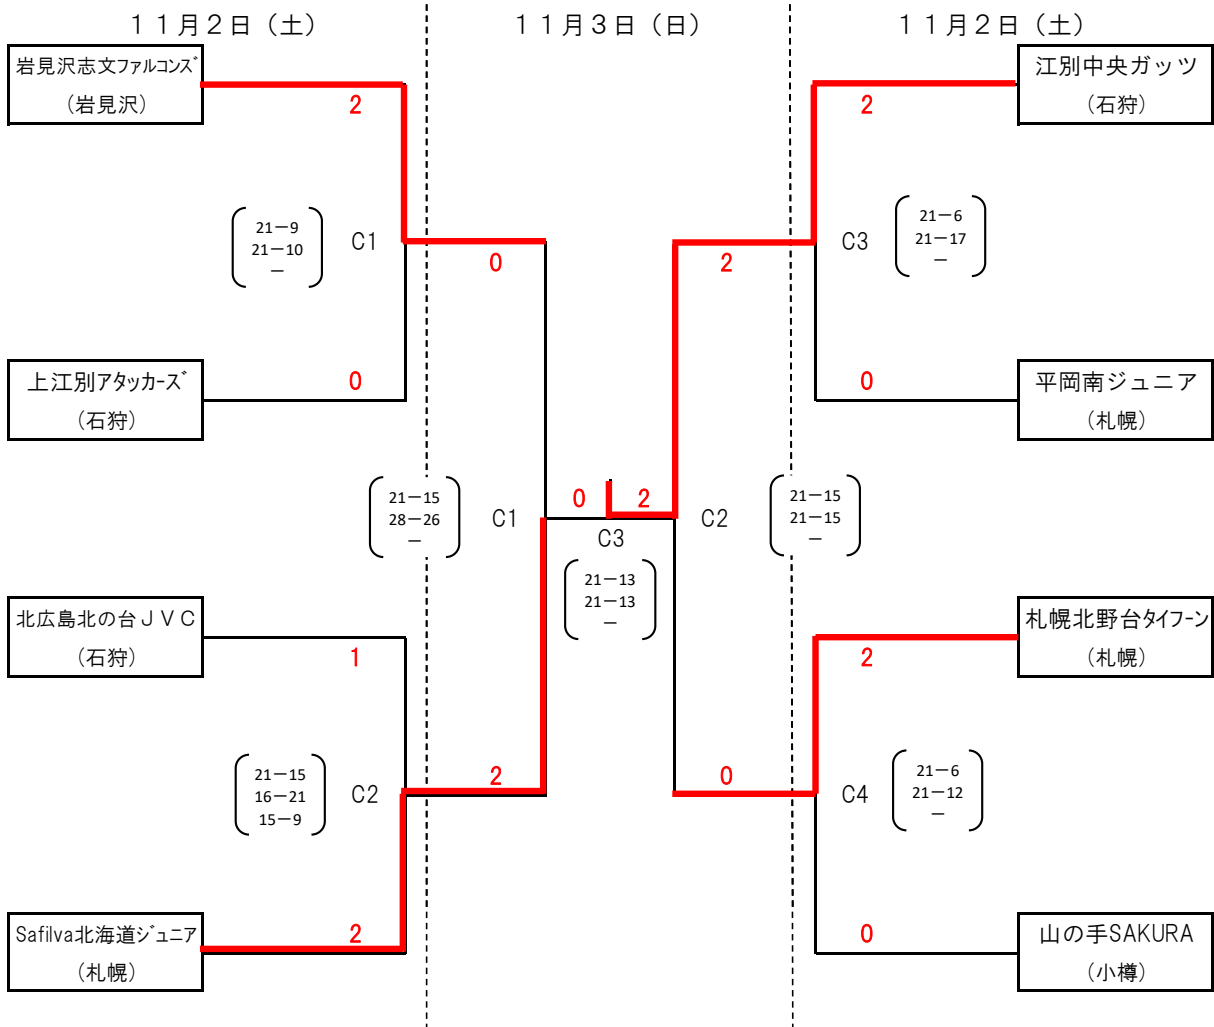 １１月２日（土）
１１月３日（日）
１１月２日（土）
岩見沢志文ファルコンズ
（岩見沢）
2
2
江別中央ガッツ
（石狩）
21－9
21－10
－
C1
0
2
C3
21－6
21－17
－
上江別アタッカーズ
（石狩）
0
0
平岡南ジュニア
（札幌）
21－15
28－26
－
C1
0
2
C3
21－13
21－13
－
C2
21－15
21－15
－
北広島北の台ＪＶＣ
（石狩）
1
2
札幌北野台タイフーン
（札幌）
21－15
16－21
15－9
C2
2
0
C4
21－6
21－12
－
Safilva北海道ジュニア
（札幌）
2
0
山の手SAKURA
（小樽）